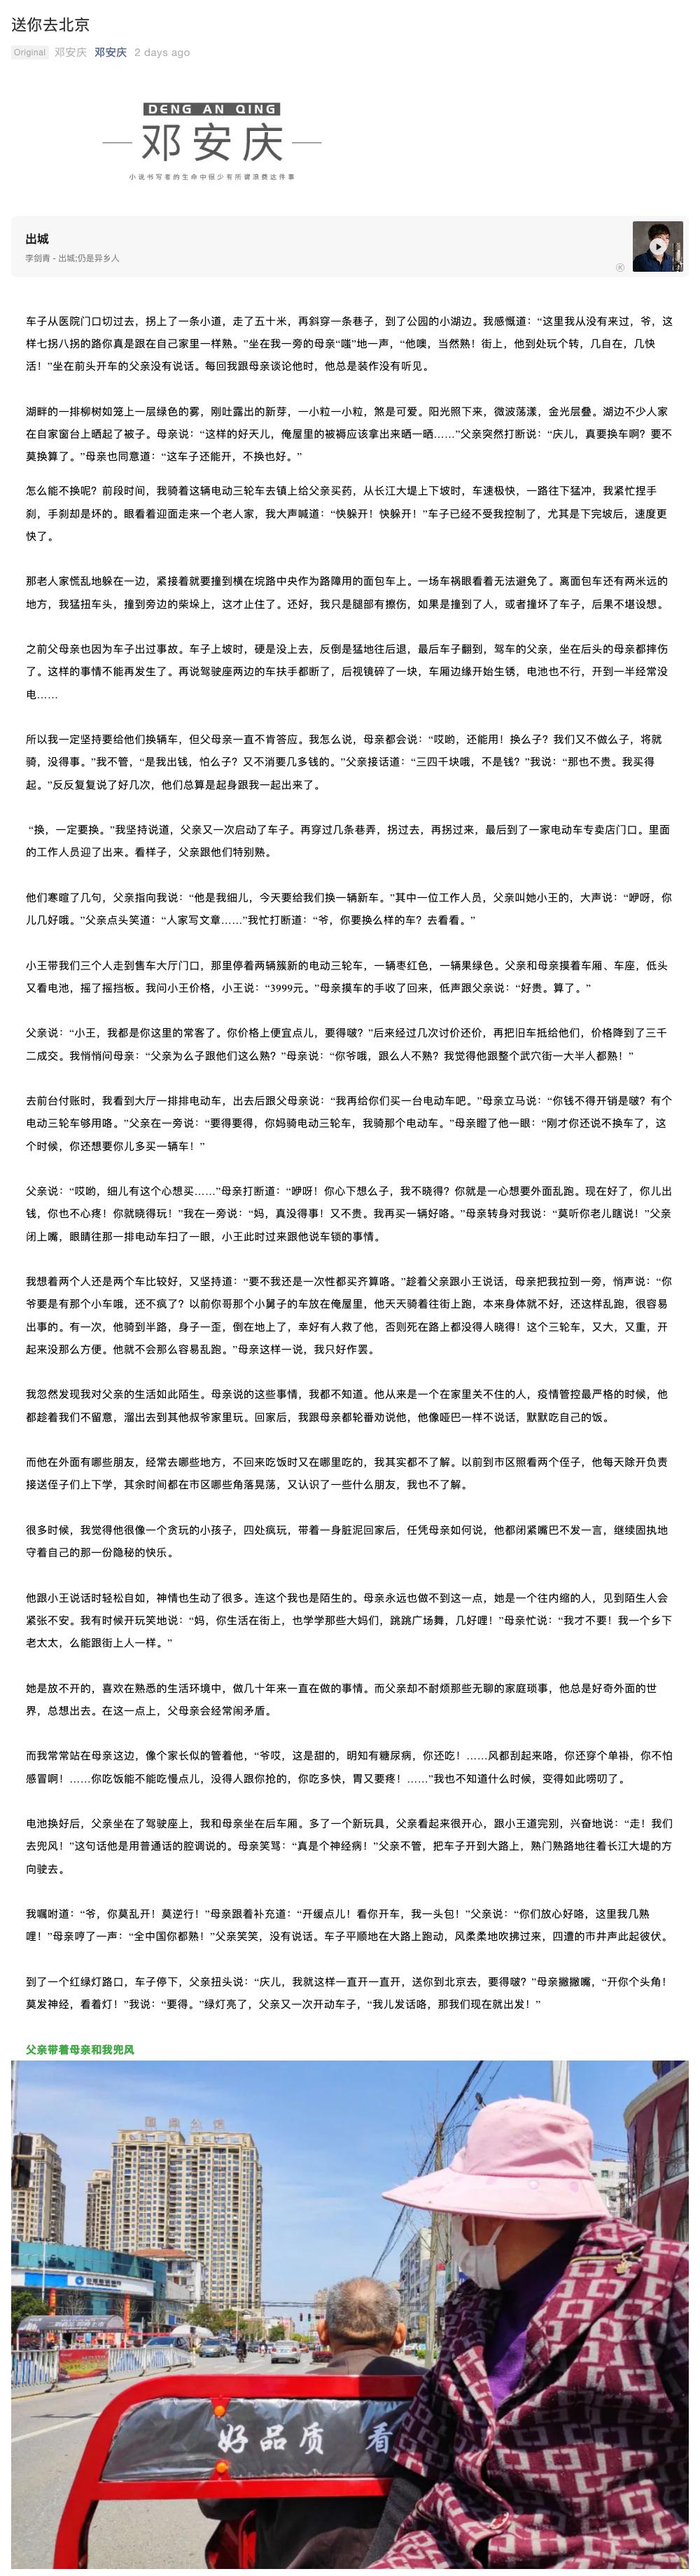 送你去北京
Original 邓安庆 邓安庆 2 days ago
DENG AN QING
邓安庆
小说书写者的生命中很少有所谓浪费这件事
出城
李剑青 - 出城;仍是异乡人
车子从医院门口切过去，拐上了一条小道，走了五十米，再斜穿一条巷子，到了公园的小湖边。我感慨道：“这里我从没有来过，爷，这
样七拐八拐的路你真是跟在自己家里一样熟。”坐在我一旁的母亲“嗤”地一声，“他噢，当然熟！街上，他到处玩个转，几自在，几快
活！”坐在前头开车的父亲没有说话。每回我跟母亲谈论他时，他总是装作没有听见。
湖畔的一排柳树如笼上一层绿色的雾，刚吐露出的新芽，一小粒一小粒，煞是可爱。阳光照下来，微波荡漾，金光层叠。湖边不少人家
在自家窗台上晒起了被子。母亲说：“这样的好天儿，俺屋里的被褥应该拿出来晒一晒……”父亲突然打断说：“庆儿，真要换车啊？要不
莫换算了。”母亲也同意道：“这车子还能开，不换也好。”
怎么能不换呢？前段时间，我骑着这辆电动三轮车去镇上给父亲买药，从长江大堤上下坡时，车速极快，一路往下猛冲，我紧忙捏手
刹，手刹却是坏的。眼看着迎面走来一个老人家，我大声喊道：“快躲开！快躲开！”车子已经不受我控制了，尤其是下完坡后，速度更
快了。
那老人家慌乱地躲在一边，紧接着就要撞到横在垸路中央作为路障用的面包车上。一场车祸眼看着无法避免了。离面包车还有两米远的
地方，我猛扭车头，撞到旁边的柴垛上，这才止住了。还好，我只是腿部有擦伤，如果是撞到了人，或者撞坏了车子，后果不堪设想。
之前父母亲也因为车子出过事故。车子上坡时，硬是没上去，反倒是猛地往后退，最后车子翻到，驾车的父亲，坐在后头的母亲都摔伤
了。这样的事情不能再发生了。再说驾驶座两边的车扶手都断了，后视镜碎了一块，车厢边缘开始生锈，电池也不行，开到一半经常没
电……
所以我一定坚持要给他们换辆车，但父母亲一直不肯答应。我怎么说，母亲都会说：“哎哟，还能用！换么子？我们又不做么子，将就
骑，没得事。”我不管，“是我出钱，怕么子？又不消要几多钱的。”父亲接话道：“三四千块哦，不是钱？”我说：“那也不贵。我买得
起。”反反复复说了好几次，他们总算是起身跟我一起出来了。
“换，一定要换。”我坚持说道，父亲又一次启动了车子。再穿过几条巷弄，拐过去，再拐过来，最后到了一家电动车专卖店门口。里面
的工作人员迎了出来。看样子，父亲跟他们特别熟。
他们寒暄了几句，父亲指向我说：“他是我细儿，今天要给我们换一辆新车。”其中一位工作人员，父亲叫她小王的，大声说：“咿呀，你
儿几好哦。”父亲点头笑道：“人家写文章……”我忙打断道：“爷，你要换么样的车？去看看。”
小王带我们三个人走到售车大厅门口，那里停着两辆簇新的电动三轮车，一辆枣红色，一辆果绿色。父亲和母亲摸着车厢、车座，低头
又看电池，摇了摇挡板。我问小王价格，小王说：“3999元。”母亲摸车的手收了回来，低声跟父亲说：“好贵。算了。”
父亲说：“小王，我都是你这里的常客了。你价格上便宜点儿，要得啵？”后来经过几次讨价还价，再把旧车抵给他们，价格降到了三千
二成交。我悄悄问母亲：“父亲为么子跟他们这么熟？”母亲说：“你爷哦，跟么人不熟？我觉得他跟整个武穴街一大半人都熟！”
去前台付账时，我看到大厅一排排电动车，出去后跟父母亲说：“我再给你们买一台电动车吧。”母亲立马说：“你钱不得开销是啵？有个
电动三轮车够用咯。”父亲在一旁说：“要得要得，你妈骑电动三轮车，我骑那个电动车。”母亲瞪了他一眼：“刚才你还说不换车了，这
个时候，你还想要你儿多买一辆车！”
父亲说：“哎哟，细儿有这个心想买……”母亲打断道：“咿呀！你心下想么子，我不晓得？你就是一心想要外面乱跑。现在好了，你儿出
钱，你也不心疼！你就晓得玩！”我在一旁说：“妈，真没得事！又不贵。我再买一辆好咯。”母亲转身对我说：“莫听你老儿瞎说！”父亲
闭上嘴，眼睛往那一排电动车扫了一眼，小王此时过来跟他说车锁的事情。
我想着两个人还是两个车比较好，又坚持道：“要不我还是一次性都买齐算咯。”趁着父亲跟小王说话，母亲把我拉到一旁，悄声说：“你
爷要是有那个小车哦，还不疯了？以前你哥那个小舅子的车放在俺屋里，他天天骑着往街上跑，本来身体就不好，还这样乱跑，很容易
出事的。有一次，他骑到半路，身子一歪，倒在地上了，幸好有人救了他，否则死在路上都没得人晓得！这个三轮车，又大，又重，开
起来没那么方便。他就不会那么容易乱跑。”母亲这样一说，我只好作罢。
我忽然发现我对父亲的生活如此陌生。母亲说的这些事情，我都不知道。他从来是一个在家里关不住的人，疫情管控最严格的时候，他
都趁着我们不留意，溜出去到其他叔爷家里玩。回家后，我跟母亲都轮番劝说他，他像哑巴一样不说话，默默吃自己的饭。
而他在外面有哪些朋友，经常去哪些地方，不回来吃饭时又在哪里吃的，我其实都不了解。以前到市区照看两个侄子，他每天除开负责
接送侄子们上下学，其余时间都在市区哪些角落晃荡，又认识了一些什么朋友，我也不了解。
很多时候，我觉得他很像一个贪玩的小孩子，四处疯玩，带着一身脏泥回家后，任凭母亲如何说，他都闭紧嘴巴不发一言，继续固执地
守着自己的那一份隐秘的快乐。
他跟小王说话时轻松自如，神情也生动了很多。连这个我也是陌生的。母亲永远也做不到这一点，她是一个往内缩的人，见到陌生人会
紧张不安。我有时候开玩笑地说：“妈，你生活在街上，也学学那些大妈们，跳跳广场舞，几好哩！”母亲忙说：“我才不要！我一个乡下
老太太，么能跟街上人一样。”
她是放不开的，喜欢在熟悉的生活环境中，做几十年来一直在做的事情。而父亲却不耐烦那些无聊的家庭琐事，他总是好奇外面的世
界，总想出去。在这一点上，父母亲会经常闹矛盾。
而我常常站在母亲这边，像个家长似的管着他，“爷哎，这是甜的，明知有糖尿病，你还吃！……风都刮起来咯，你还穿个单褂，你不怕
感冒啊！……你吃饭能不能吃慢点儿，没得人跟你抢的，你吃多快，胃又要疼！……”我也不知道什么时候，变得如此唠叨了。
电池换好后，父亲坐在了驾驶座上，我和母亲坐在后车厢。多了一个新玩具，父亲看起来很开心，跟小王道完别，兴奋地说：“走！我们
去兜风！”这句话他是用普通话的腔调说的。母亲笑骂：“真是个神经病！”父亲不管，把车子开到大路上，熟门熟路地往着长江大堤的方
向驶去。
我嘱咐道：“爷，你莫乱开！莫逆行！”母亲跟着补充道：“开缓点儿！看你开车，我一头包！”父亲说：“你们放心好咯，这里我几熟
哩！”母亲哼了一声：“全中国你都熟！”父亲笑笑，没有说话。车子平顺地在大路上跑动，风柔柔地吹拂过来，四遭的市井声此起彼伏。
到了一个红绿灯路口，车子停下，父亲扭头说：“庆儿，我就这样一直开一直开，送你到北京去，要得啵？”母亲撇撇嘴，“开你个头角！
莫发神经，看着灯！”我说：“要得。”绿灯亮了，父亲又一次开动车子，“我儿发话咯，那我们现在就出发！”
父亲带着母亲和我兜风
好品质 看